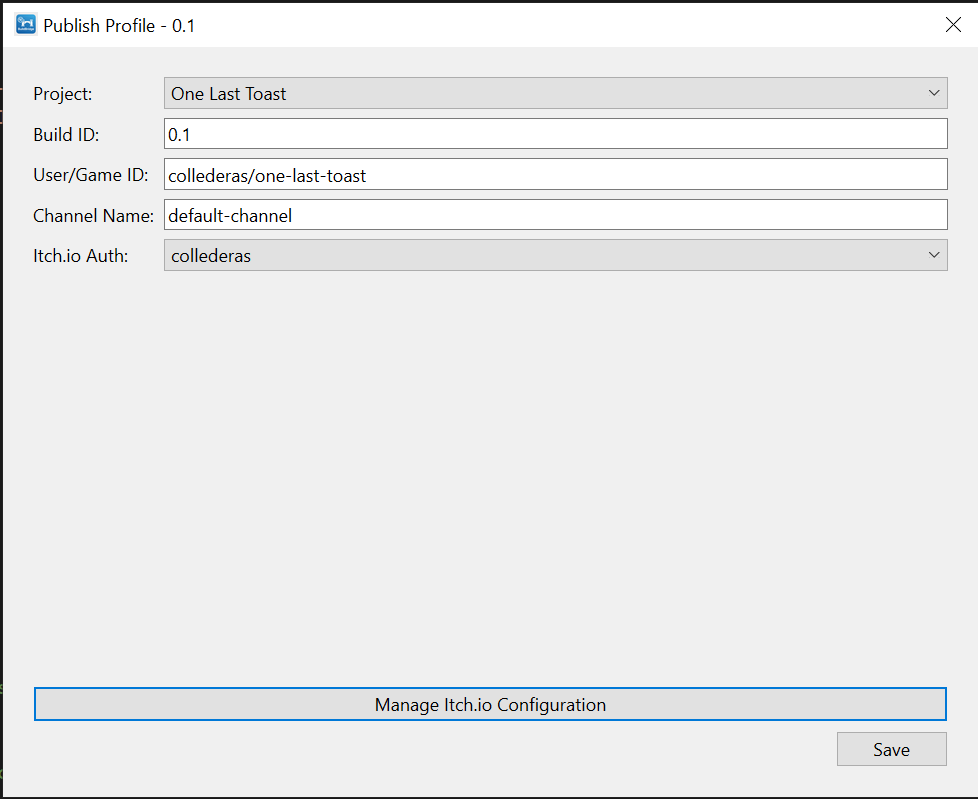 Publish Profile - 0.1
Project: One Last Toast
Build ID: 0.1
User/Game ID: collederas/one-last-toast
Channel Name: default-channel
Itch.io Auth: collederas
Manage Itch.io Configuration
Save